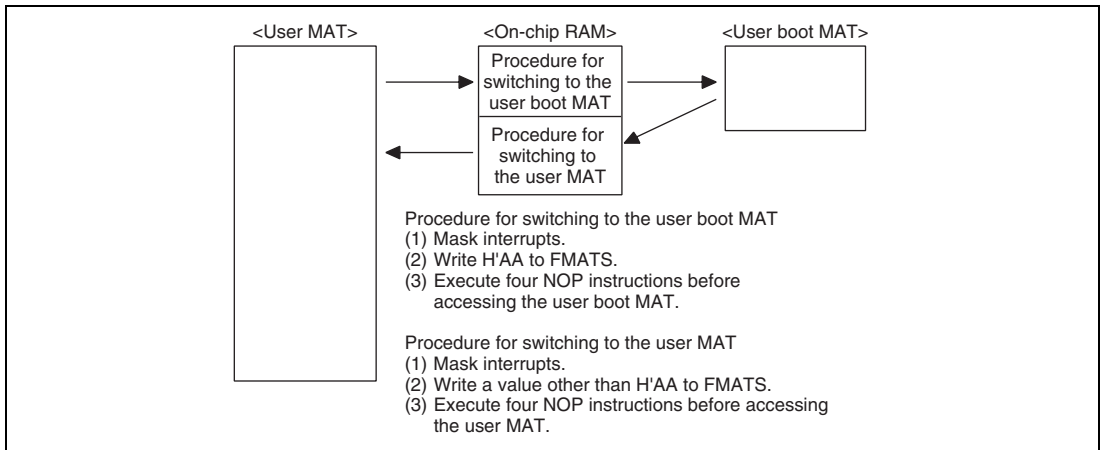 <User MAT> <On-chip RAM> <User boot MAT>
Procedure for
switching to the
user boot MAT
Procedure for
switching to
the user MAT
Procedure for switching to the user boot MAT
(1) Mask interrupts.
(2) Write H'AA to FMATS.
(3) Execute four NOP instructions before
accessing the user boot MAT.
Procedure for switching to the user MAT
(1) Mask interrupts.
(2) Write a value other than H'AA to FMATS.
(3) Execute four NOP instructions before accessing
the user MAT.